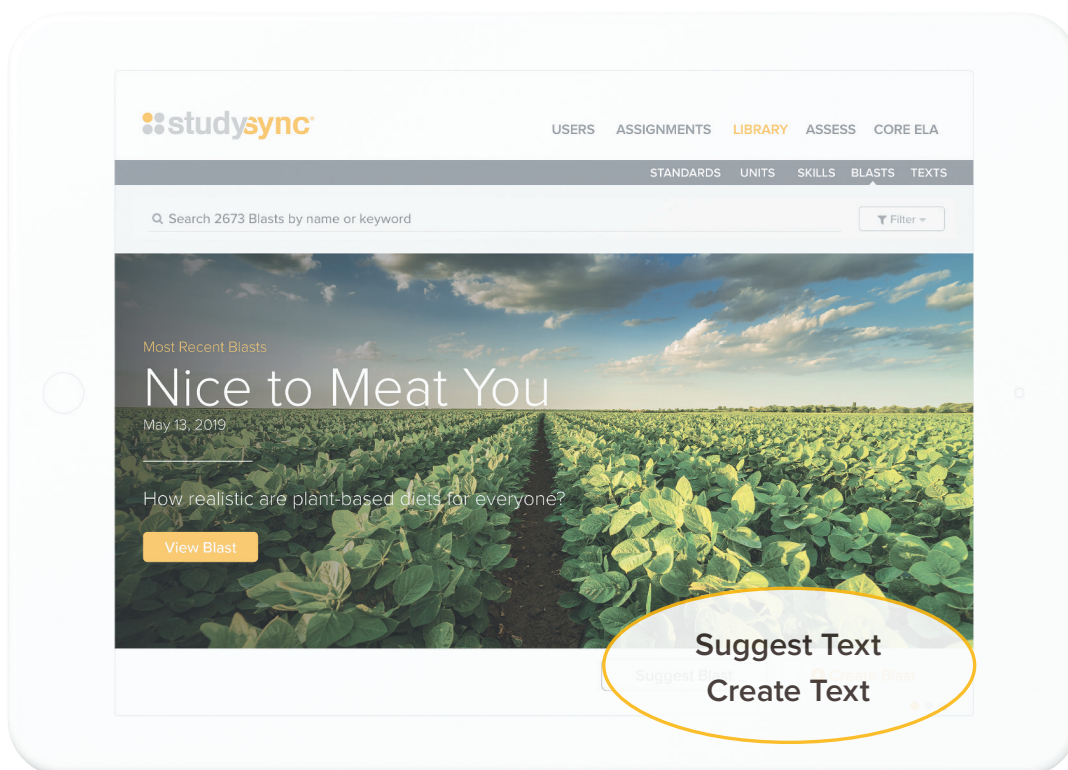 studysync
USERS ASSIGNMENTS LIBRARY ASSESS CORE ELA
STANDARDS UNITS SKILLS BLASTS TEXTS
Search 2673 Blasts by name or keyword
Filter
Most Recent Blasts
Nice to Meat You
May 13, 2019
How realistic are plant-based diets for everyone?
View Blast
Suggest Text
Suggest Blast
Create Text